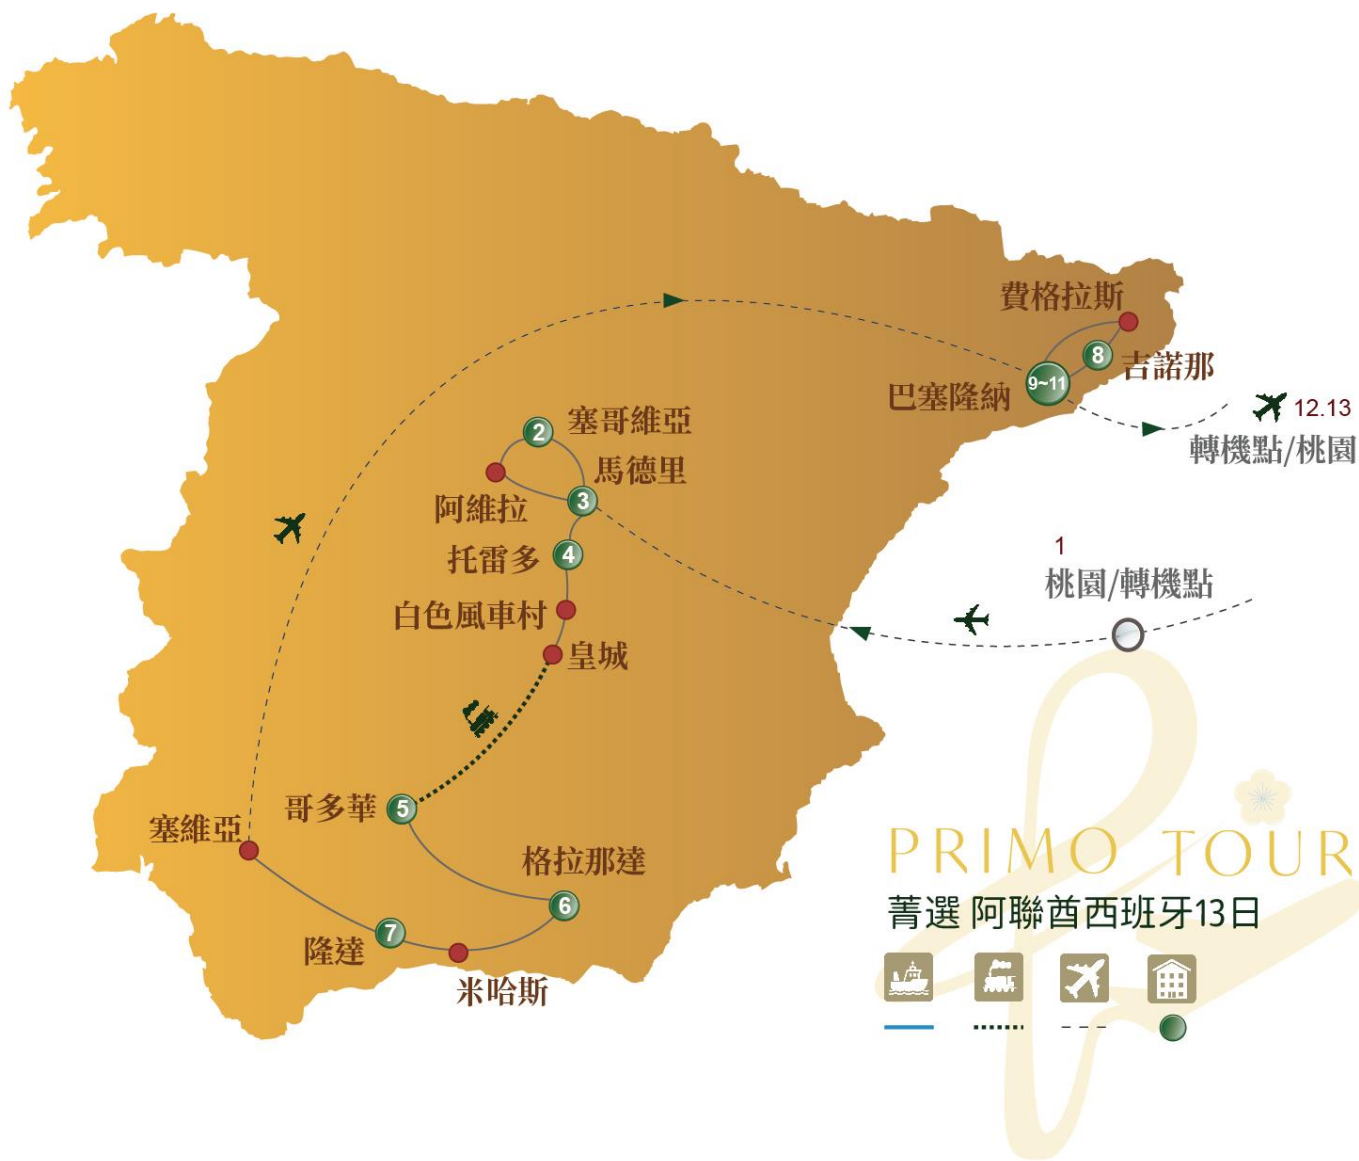 費格拉斯
8
吉諾那
9~11
巴塞隆納
12.13
轉機點/桃園
2
塞哥維亞
馬德里
3
阿維拉
托雷多
4
1
桃園/轉機點
白色風車村
皇城
哥多華
5
塞維亞
格拉那達
6
7
隆達
米哈斯
PRIMO TOUR
菁選 阿聯酋西班牙13日